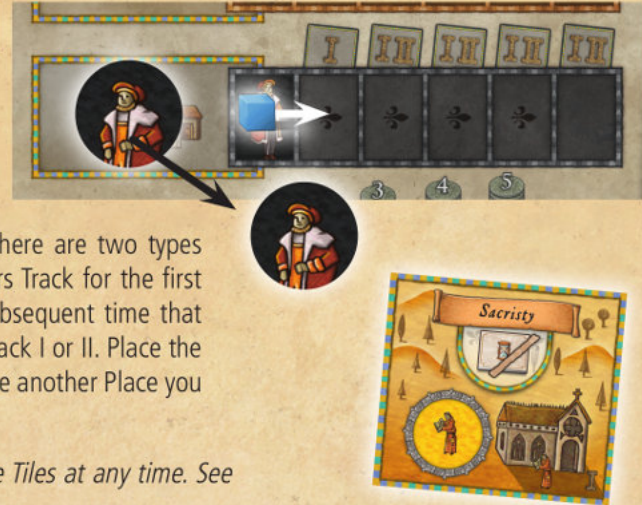 I
I II
I II
I II
I II
3
4
5
here are two types
rs Track for the first
bsequent time that
ack I or II. Place the
e another Place you
Sacristy
I
e Tiles at any time. See